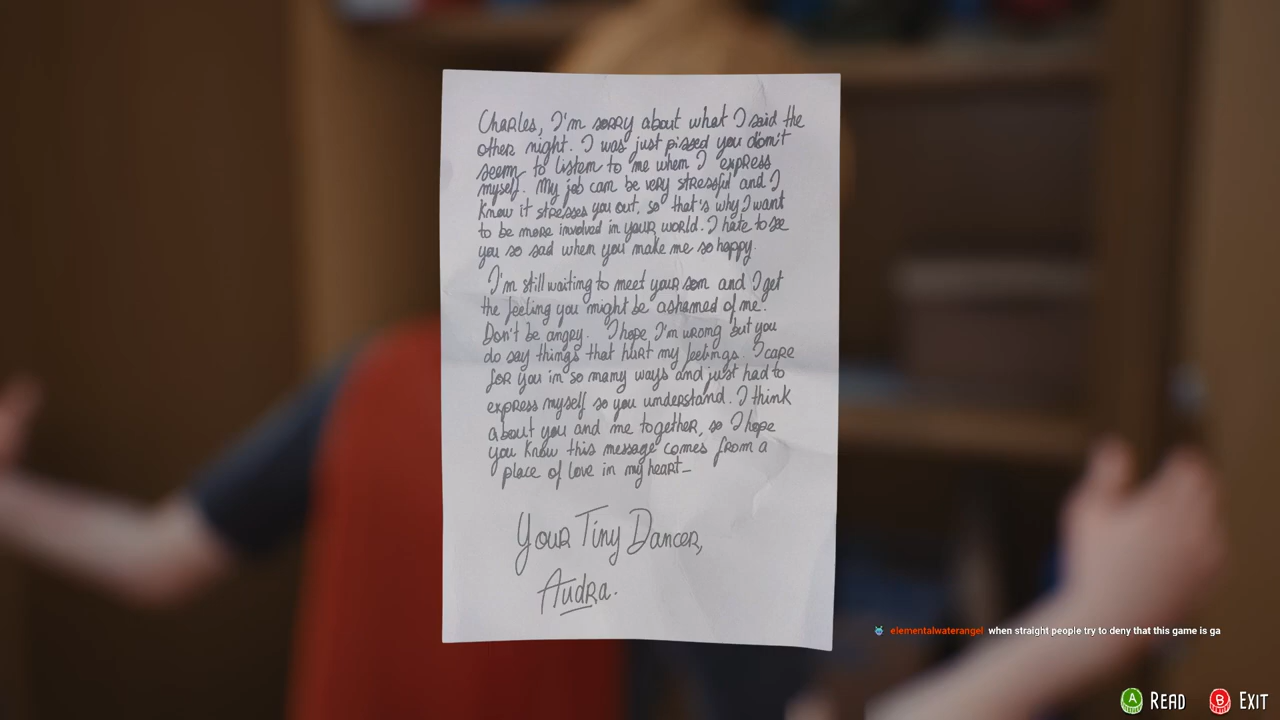 Charles, I'm sorry about what I said the
other night. I was just pissed you don't
seem to listen to me when I express
myself. My job can be very stressful and I
know it stresses you out, so that's why I want
to be more involved in your world. I hate to see
you so sad when you make me so happy.
I'm still waiting to meet your son and I get
the feeling you might be ashamed of me.
Don't be angry. I hope I'm wrong but you
do say things that hurt my feelings. I care
for you in so many ways and just had to
express myself so you understand. I think
about you and me together, so I hope
you know this message comes from a
place of love in my heart—
Your Tiny Dancer,
Audra.
elementalwaterangel when straight people try to deny that this game is ga
A READ B EXIT